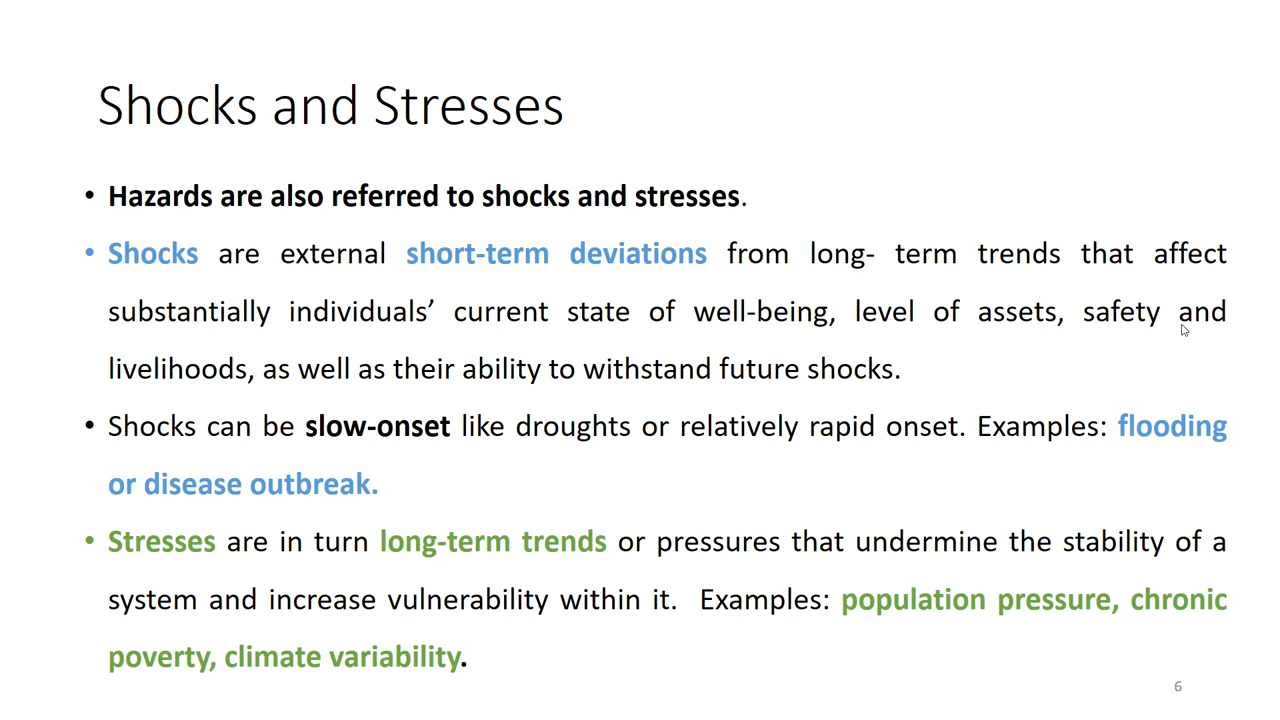 Shocks and Stresses
• Hazards are also referred to shocks and stresses.
• Shocks are external short-term deviations from long- term trends that affect
substantially individuals’ current state of well-being, level of assets, safety and
livelihoods, as well as their ability to withstand future shocks.
• Shocks can be slow-onset like droughts or relatively rapid onset. Examples: flooding
or disease outbreak.
• Stresses are in turn long-term trends or pressures that undermine the stability of a
system and increase vulnerability within it.  Examples: population pressure, chronic
poverty, climate variability.
6